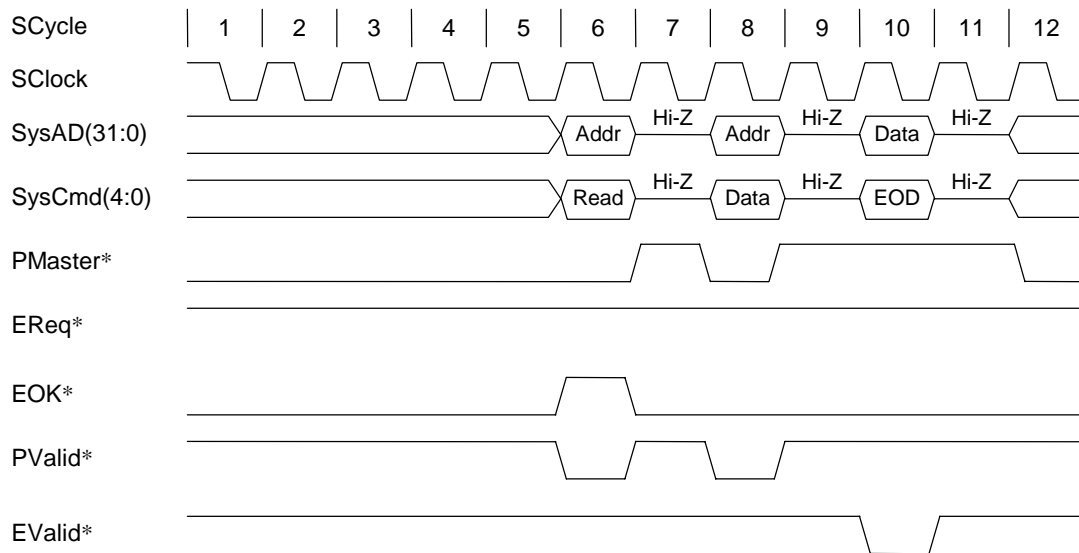 SCycle 1 2 3 4 5 6 7 8 9 10 11 12
SClock
SysAD(31:0) Addr Hi-Z Addr Hi-Z Data Hi-Z
SysCmd(4:0) Read Hi-Z Data Hi-Z EOD Hi-Z
PMaster*
EReq*
EOK*
PValid*
EValid*